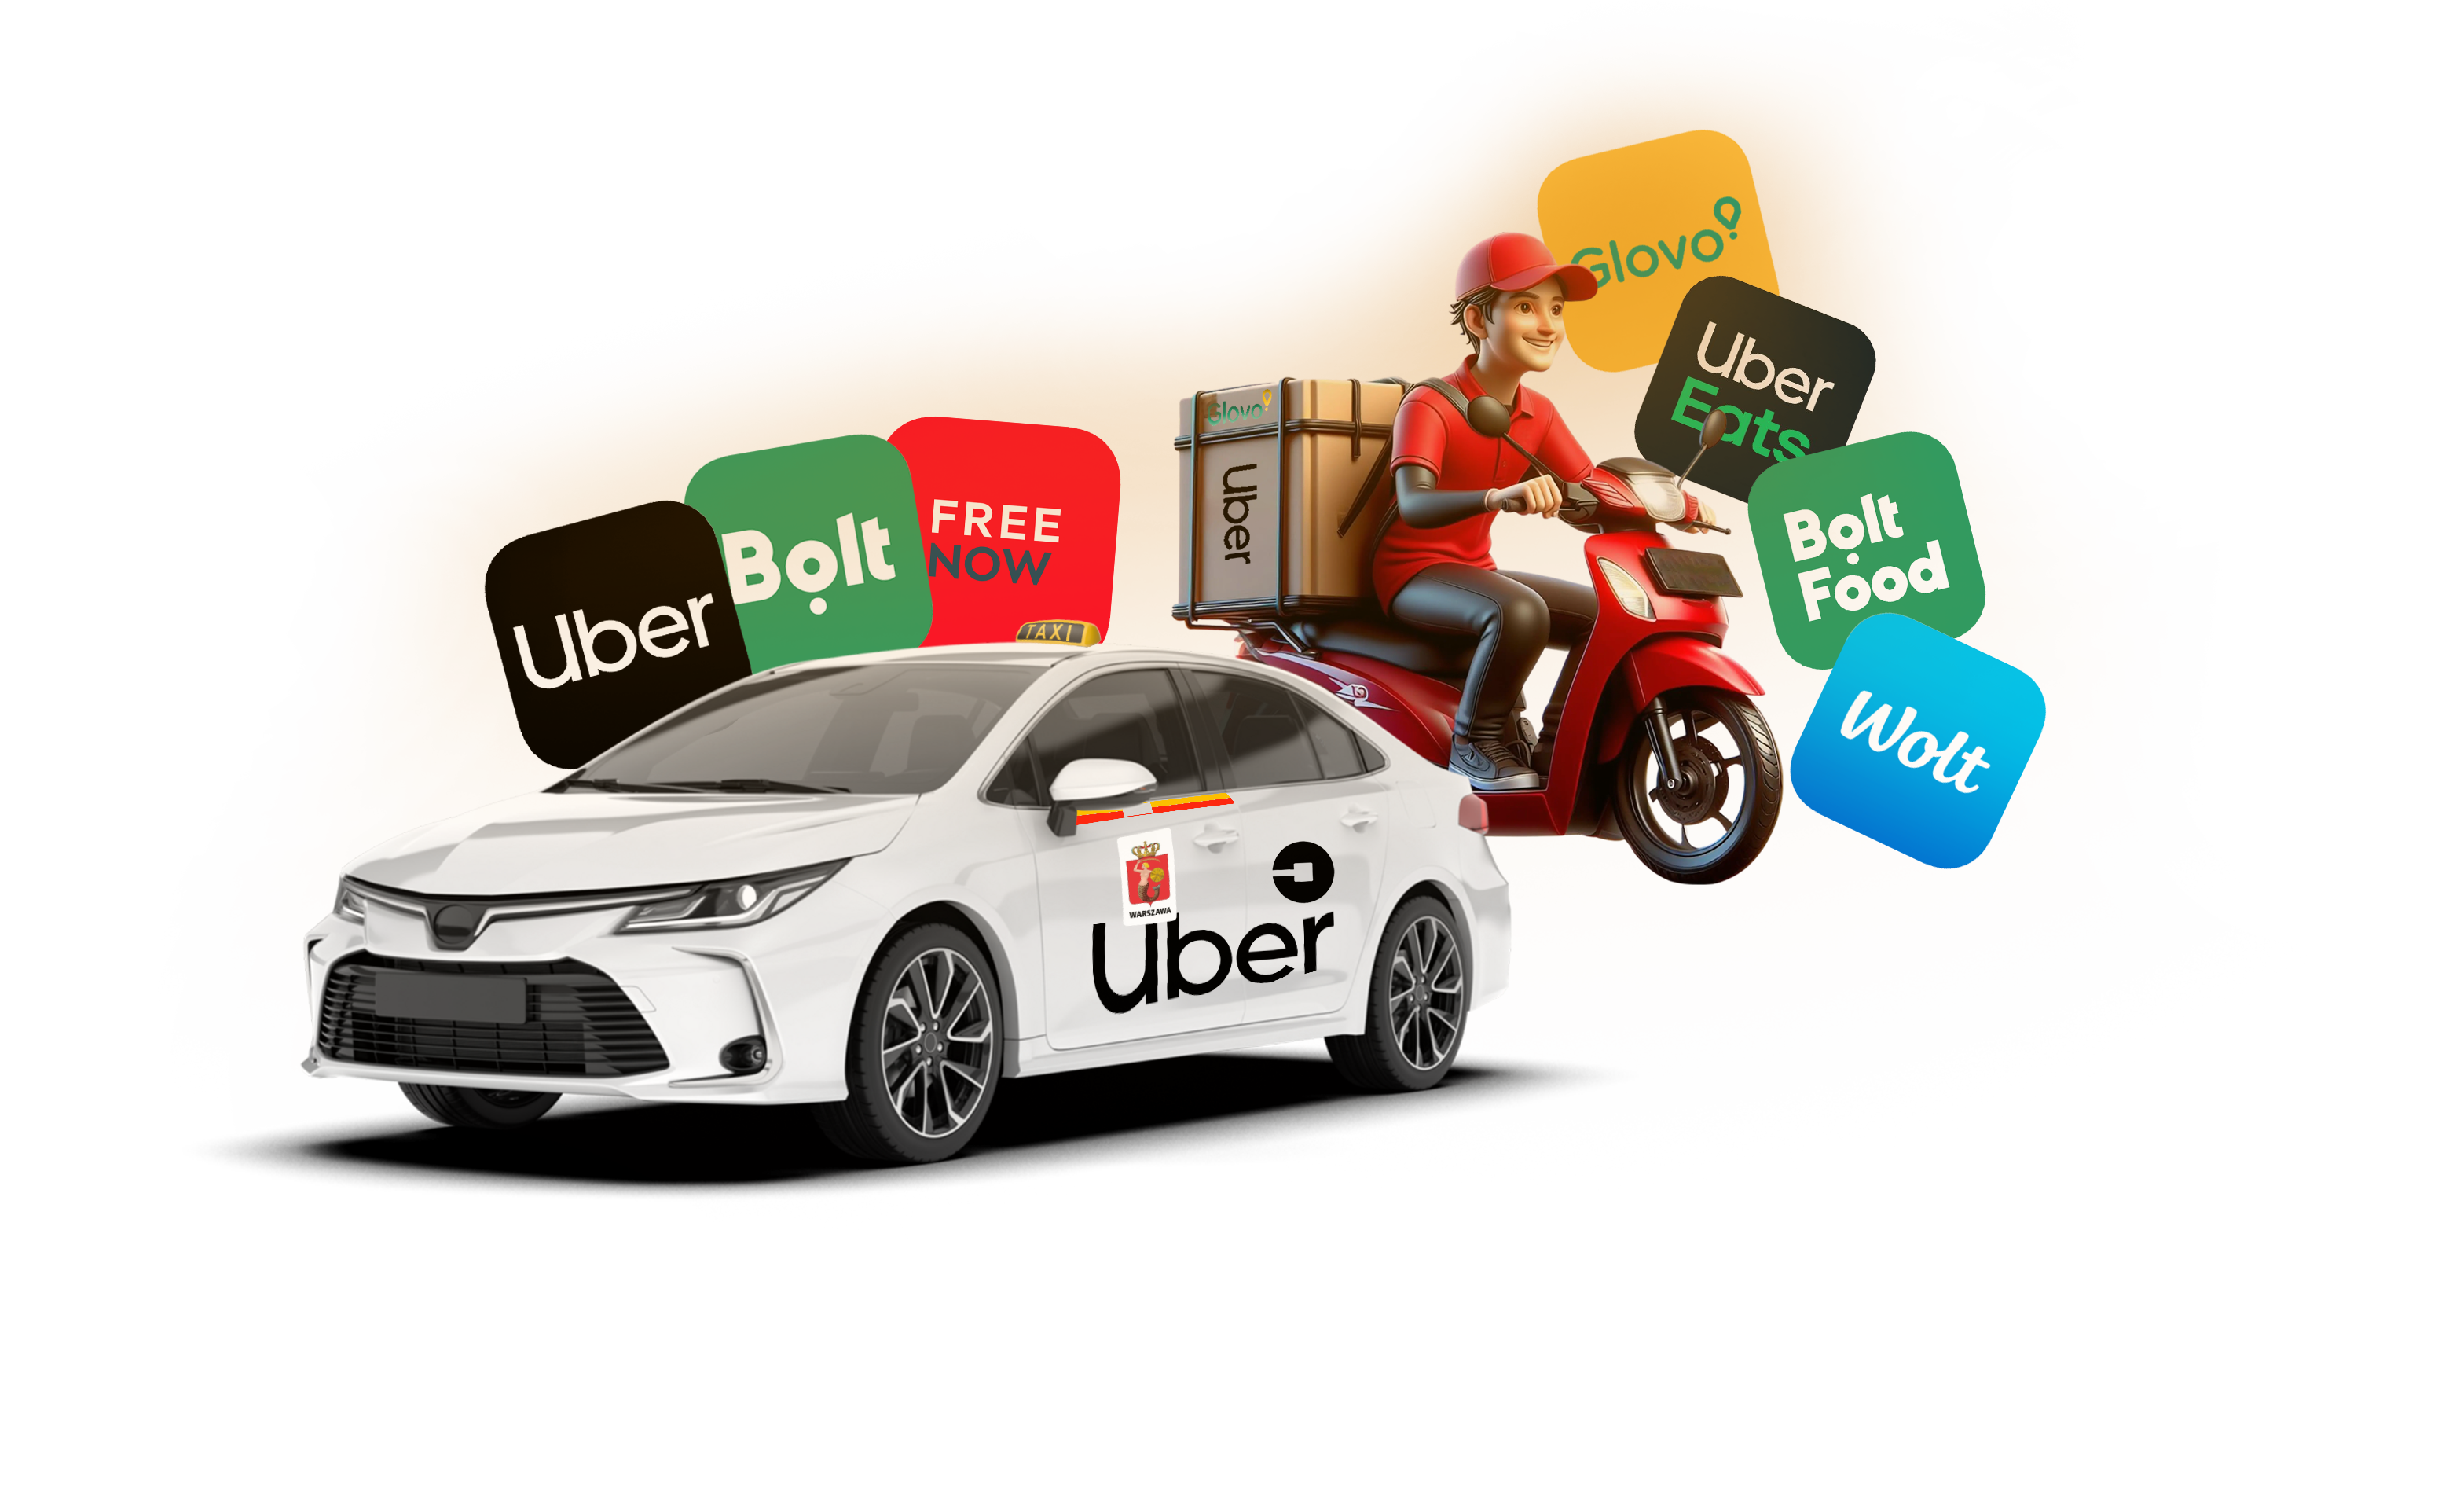 Glovo
Uber
Eats
Bolt
Food
Wolt
FREE
NOW
Bolt
Uber
TAXI
Glovo
Uber
WARSZAWA
Uber